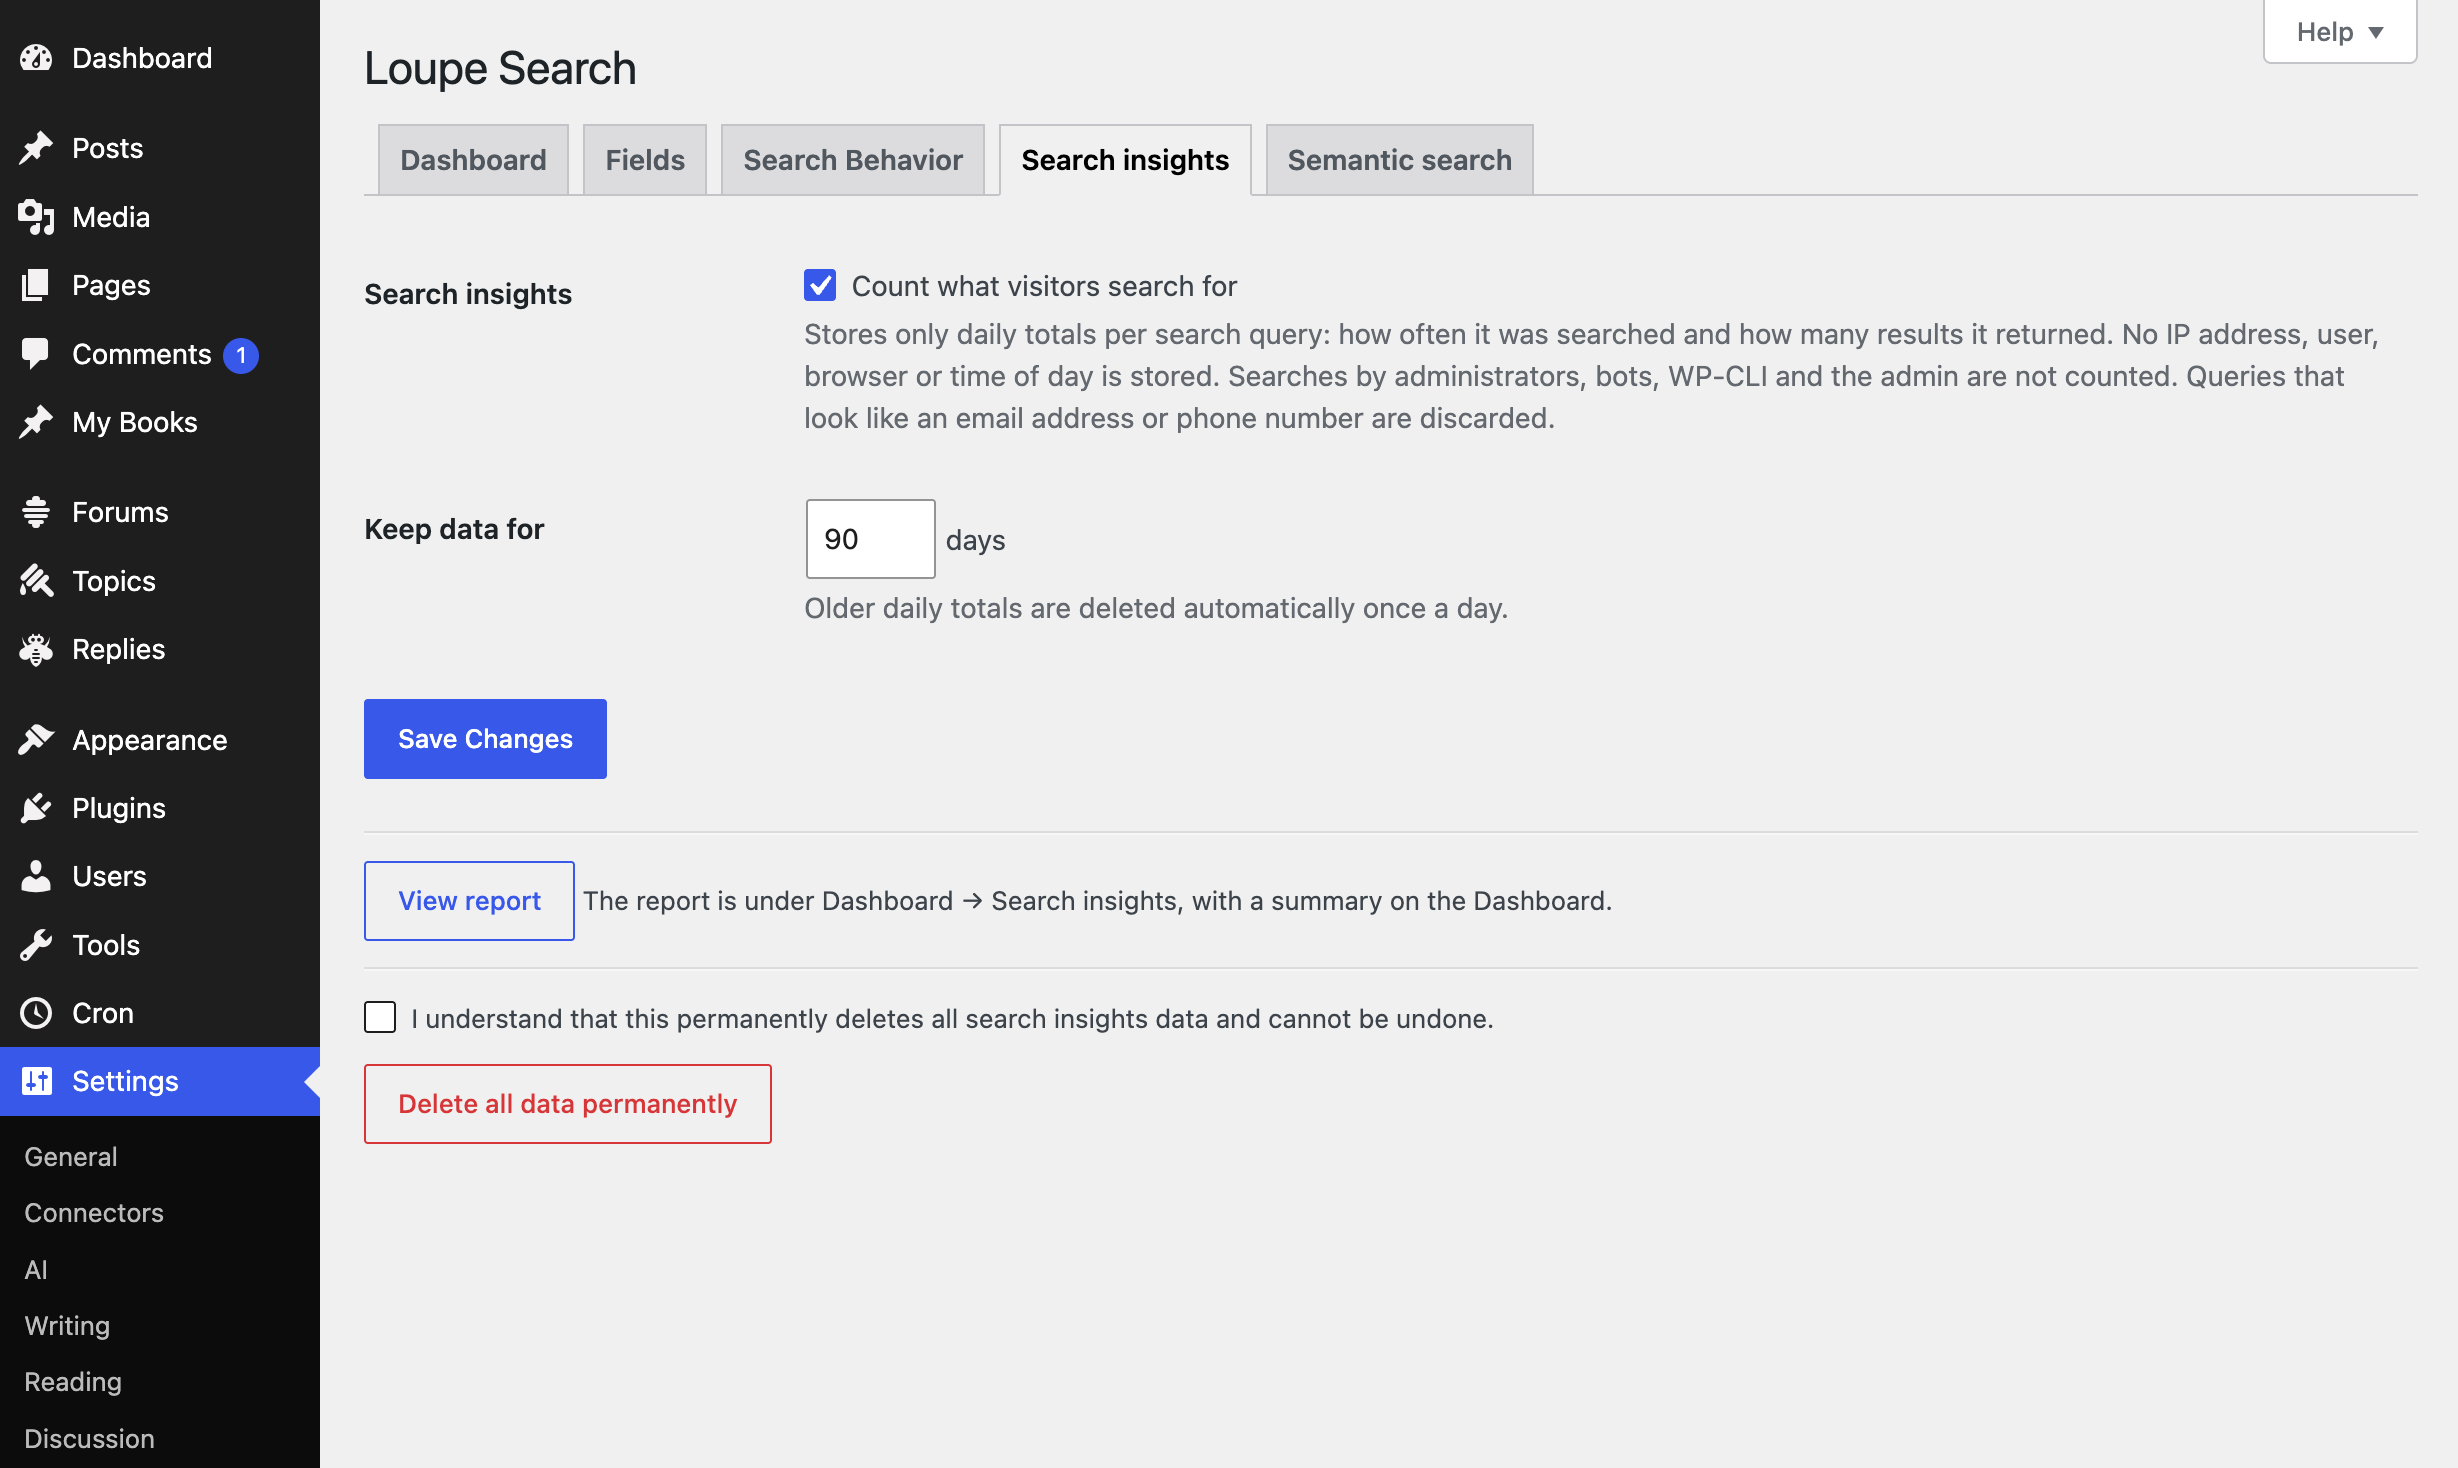 Dashboard
Posts
Media
Pages
Comments 1
My Books
Forums
Topics
Replies
Appearance
Plugins
Users
Tools
Cron
Settings
General
Connectors
AI
Writing
Reading
Discussion
Help
Loupe Search
Dashboard Fields Search Behavior Search insights Semantic search
Search insights
Count what visitors search for
Stores only daily totals per search query: how often it was searched and how many results it returned. No IP address, user,
browser or time of day is stored. Searches by administrators, bots, WP-CLI and the admin are not counted. Queries that
look like an email address or phone number are discarded.
Keep data for
90 days
Older daily totals are deleted automatically once a day.
Save Changes
View report The report is under Dashboard → Search insights, with a summary on the Dashboard.
I understand that this permanently deletes all search insights data and cannot be undone.
Delete all data permanently